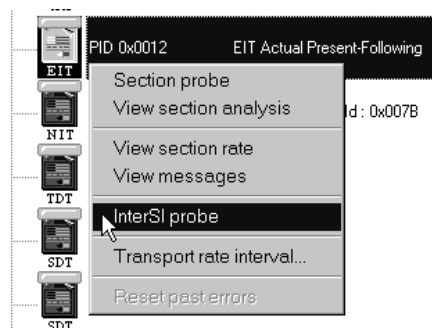 PID 0x0012 EIT Actual Present-Following
EIT
Section probe
View section analysis
Id : 0x007B
NIT
View section rate
View messages
TDT
InterSI probe
SDT
Transport rate interval...
Reset past errors
SDT